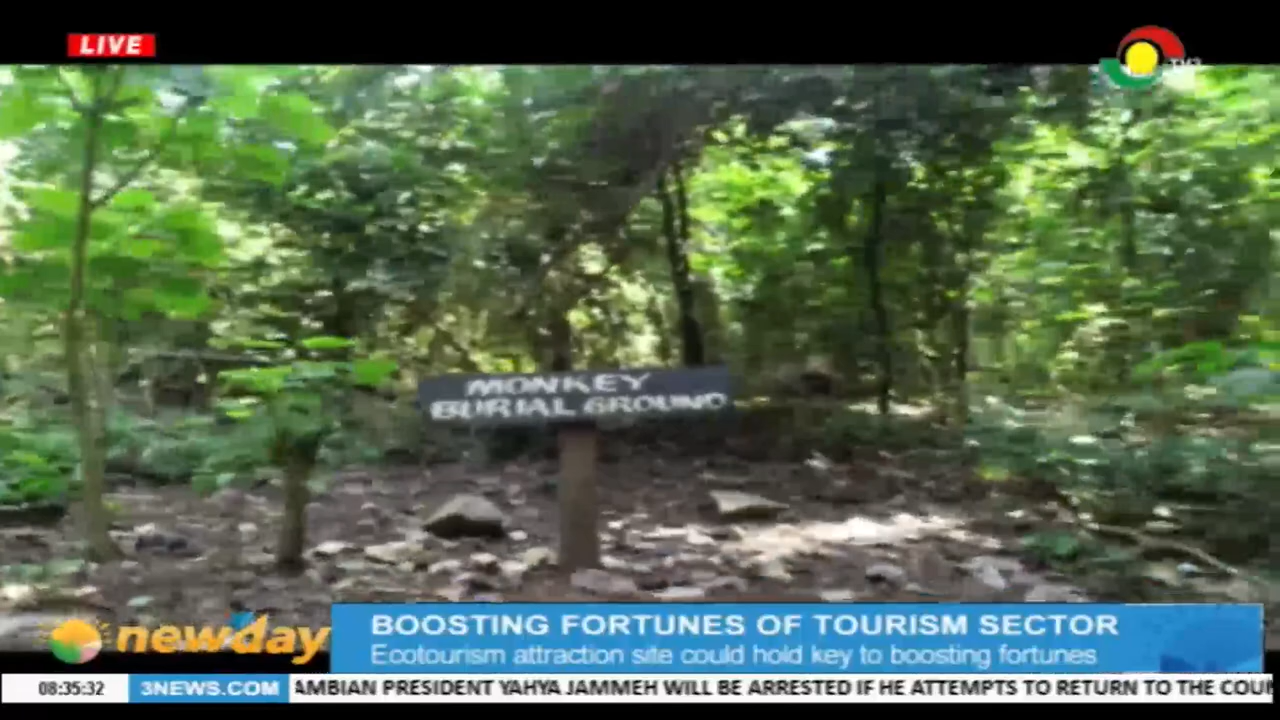 LIVE
TV3
MONKEY
BURIAL GROUND
newday
BOOSTING FORTUNES OF TOURISM SECTOR
Ecotourism attraction site could hold key to boosting fortunes
08:35:32
3NEWS.COM
AMBIAN PRESIDENT YAHYA JAMMEH WILL BE ARRESTED IF HE ATTEMPTS TO RETURN TO THE COU